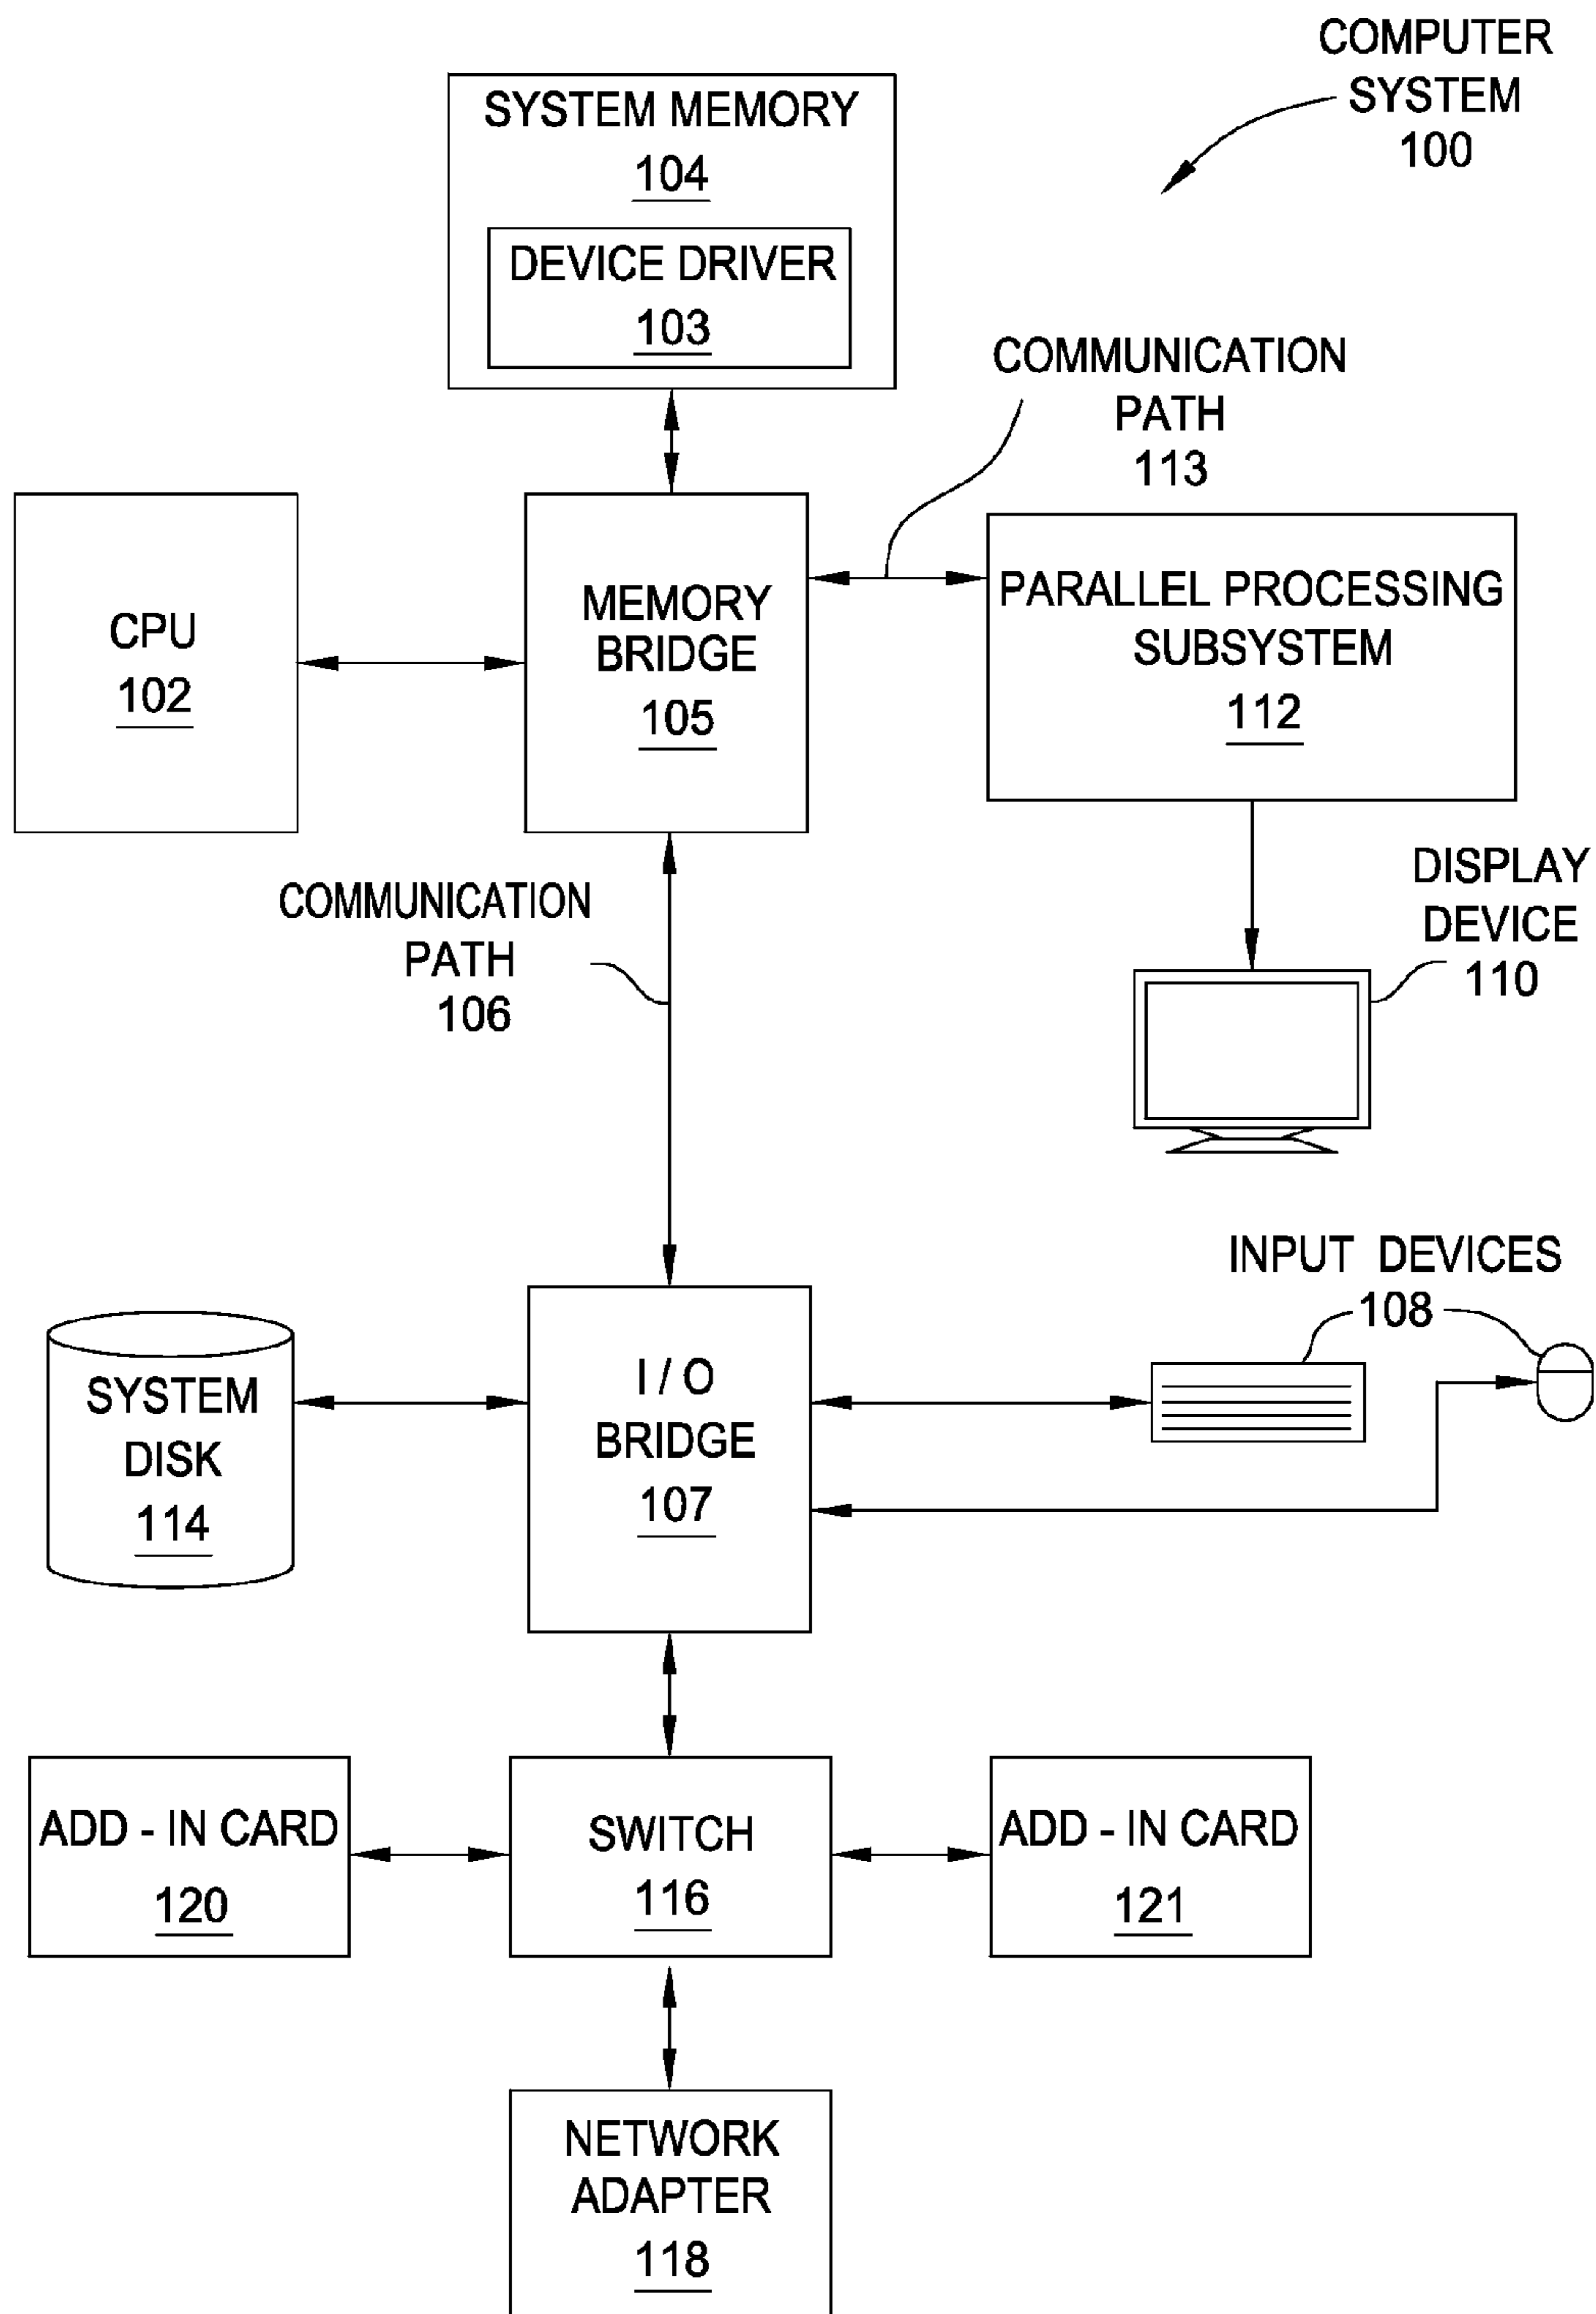 COMPUTER
SYSTEM
100
SYSTEM MEMORY
104
DEVICE DRIVER
103
COMMUNICATION
PATH
113
CPU
102
MEMORY
BRIDGE
105
PARALLEL PROCESSING
SUBSYSTEM
112
COMMUNICATION
PATH
106
DISPLAY
DEVICE
110
INPUT DEVICES
108
SYSTEM
DISK
114
I / O
BRIDGE
107
ADD - IN CARD
120
SWITCH
116
ADD - IN CARD
121
NETWORK
ADAPTER
118